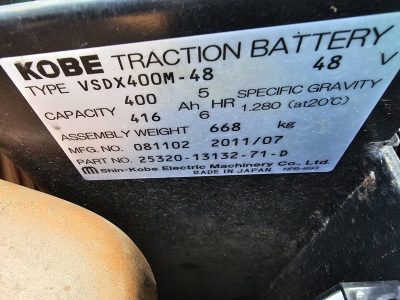 KOBE TRACTION BATTERY
TYPE VSDX400M-48 48 V
CAPACITY 400 Ah 5 HR SPECIFIC GRAVITY
416 6 1.280 (at20℃)
ASSEMBLY WEIGHT 668 kg
MFG.NO. 081102 2011/07
PART NO. 25320-13132-71-D
Shin-Kobe Electric Machinery Co., Ltd.
MADE IN JAPAN NPB-693